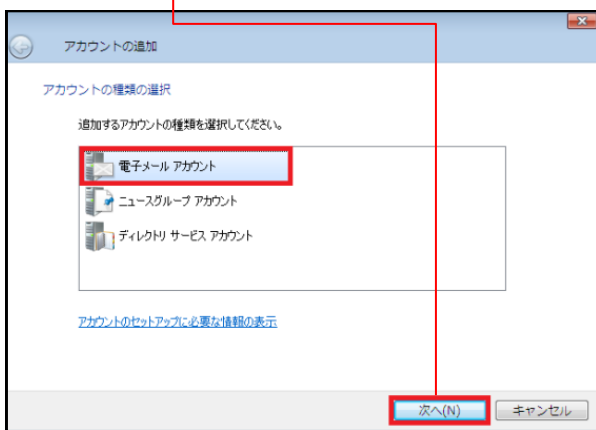 アカウントの追加
アカウントの種類の選択
追加するアカウントの種類を選択してください。
電子メール アカウント
ニュースグループ アカウント
ディレクトリ サービス アカウント
アカウントのセットアップに必要な情報の表示
次へ(N)
キャンセル